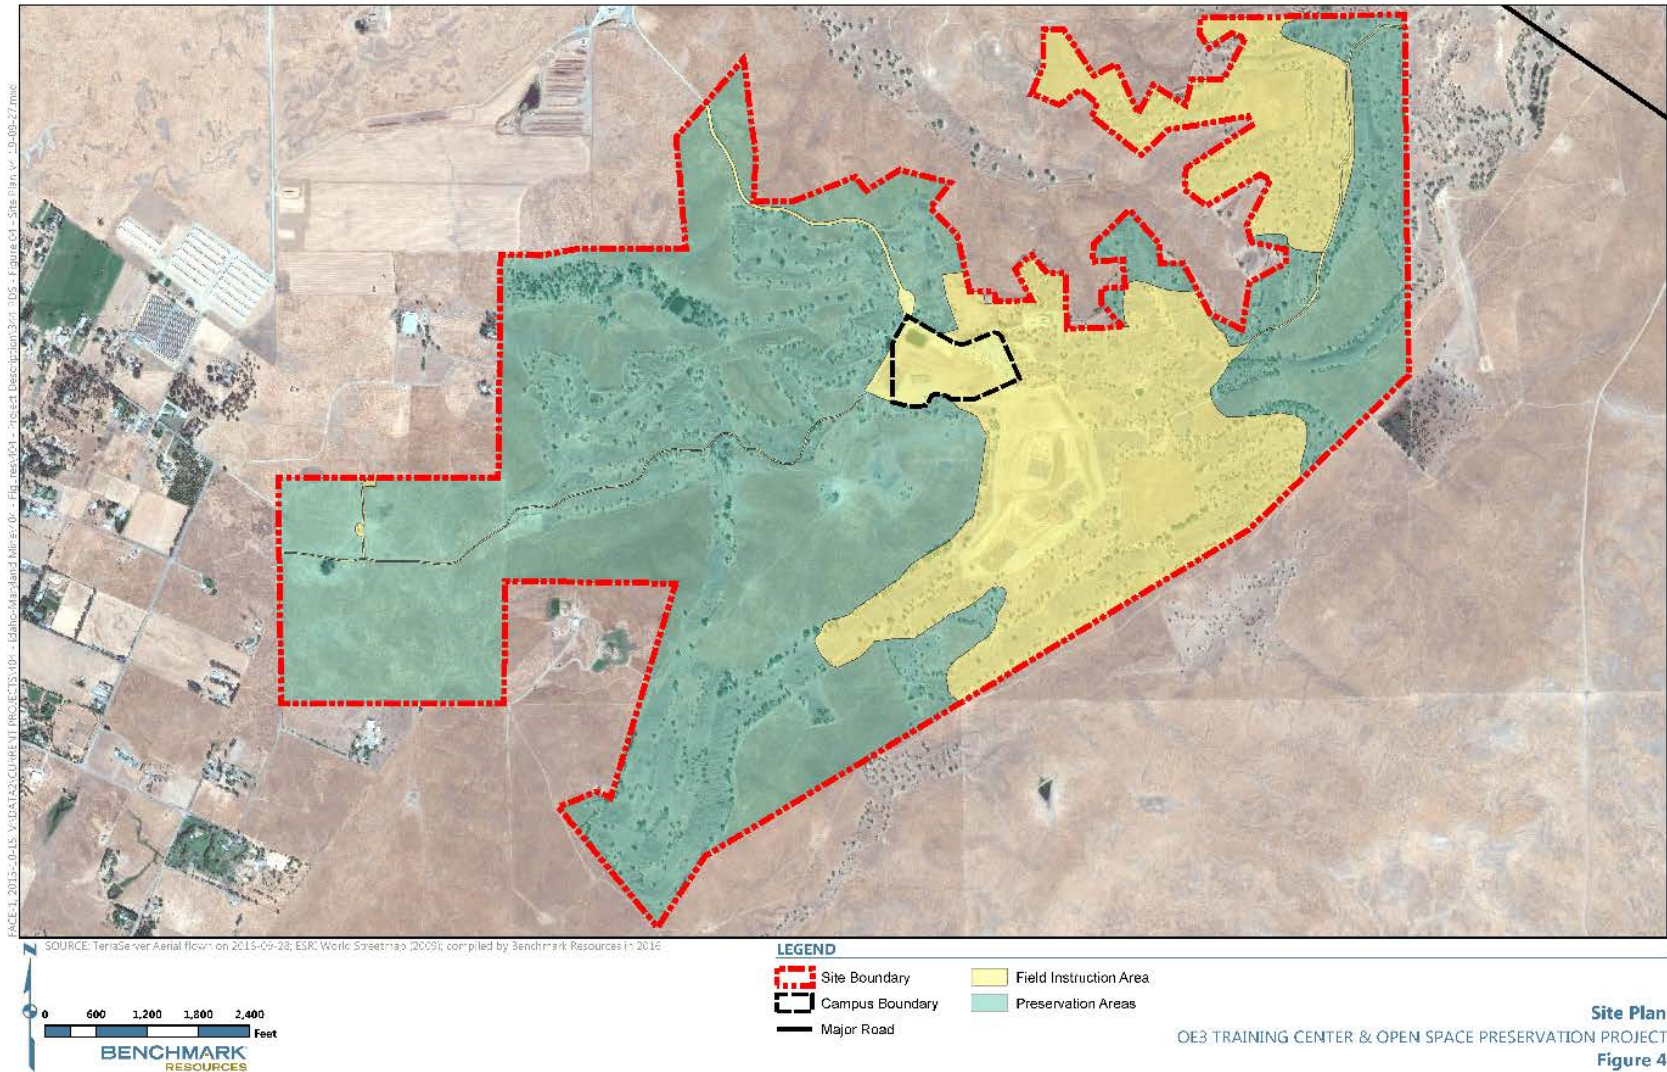 SOURCE: TerraServer Aerial flown on 2015-09-28; ESRI World Streetmap (2009); compiled by Benchmark Resources in 2016
N
0 600 1,200 1,800 2,400
Feet
BENCHMARK
RESOURCES
LEGEND
Site Boundary
Campus Boundary
Major Road
Field Instruction Area
Preservation Areas
Site Plan
OE3 TRAINING CENTER & OPEN SPACE PRESERVATION PROJECT
Figure 4